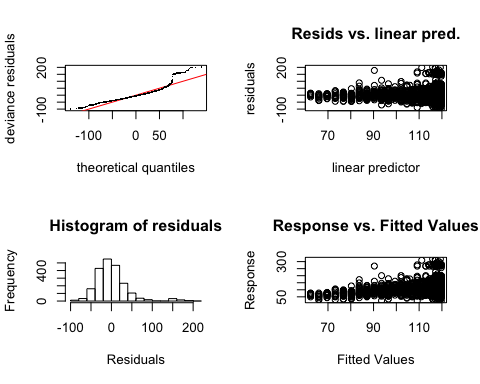 Resids vs. linear pred.
deviance residuals
-100 200
-100 0 50
theoretical quantiles
residuals
-100 200
70 90 110
linear predictor
Histogram of residuals
Response vs. Fitted Values
Frequency
0 400
-100 0 100 200
Residuals
Response
50 300
70 90 110
Fitted Values